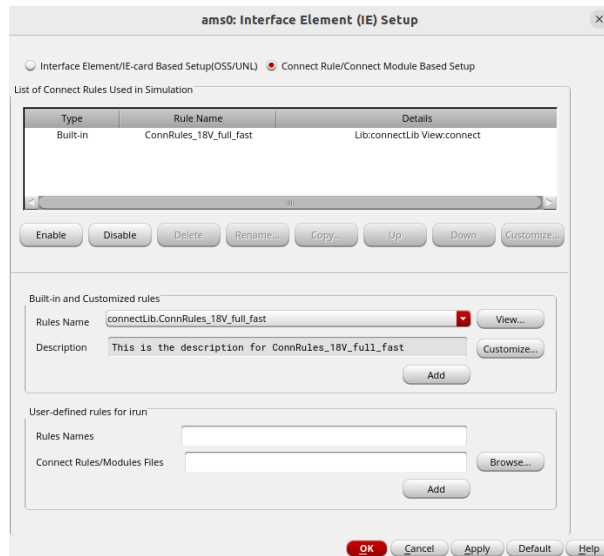 ams0: Interface Element (IE) Setup
Interface Element/IE-card Based Setup(OSS/UNL) Connect Rule/Connect Module Based Setup
List of Connect Rules Used in Simulation
Type Rule Name Details
Built-in ConnRules_18V_full_fast Lib:connectLib View:connect
Enable Disable Delete Rename... Copy... Up Down Customize...
Built-in and Customized rules
Rules Name connectLib.ConnRules_18V_full_fast View...
Description This is the description for ConnRules_18V_full_fast Customize...
Add
User-defined rules for irun
Rules Names
Connect Rules/Modules Files Browse...
Add
OK Cancel Apply Default Help